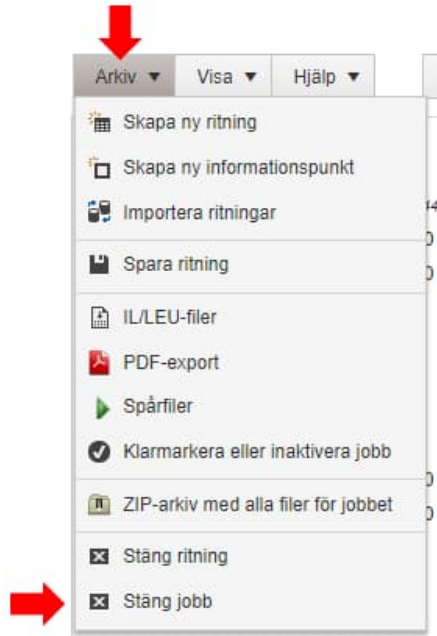 Arkiv ▼ Visa ▼ Hjälp ▼
Skapa ny ritning
Skapa ny informationspunkt
Importera ritningar
Spara ritning
IL/LEU-filer
PDF-export
Spårfiler
Klarmarkera eller inaktivera jobb
ZIP-arkiv med alla filer för jobbet
Stäng ritning
Stäng jobb